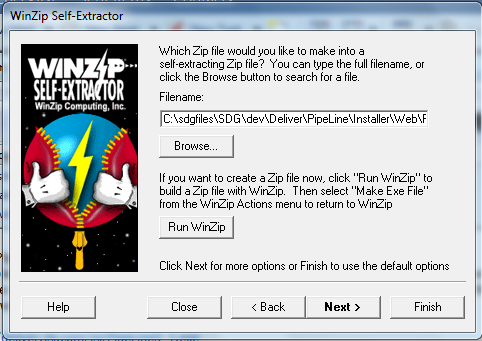 WinZip Self-Extractor
WINZIP
SELF-EXTRACTOR
WinZip Computing, Inc.
Which Zip file would you like to make into a
self-extracting Zip file? You can type the full filename, or
click the Browse button to search for a file.
Filename:
C:\sdgfiles\SDG\dev\Deliver\PipeLine\Installer\Web\F
Browse...
If you want to create a Zip file now, click "Run WinZip" to
build a Zip file with WinZip. Then select "Make Exe File"
from the WinZip Actions menu to return to WinZip
Run WinZip
Click Next for more options or Finish to use the default options
Help
Close
< Back
Next >
Finish